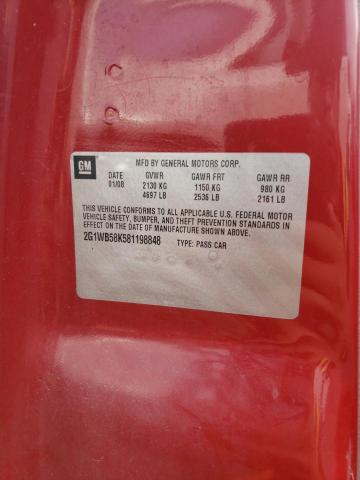 GM
MFD BY GENERAL MOTORS CORP.
DATE GVWR GAWR FRT GAWR RR
01/08 2130 KG 1150 KG 980 KG
4697 LB 2536 LB 2161 LB
THIS VEHICLE CONFORMS TO ALL APPLICABLE U.S. FEDERAL MOTOR
VEHICLE SAFETY, BUMPER, AND THEFT PREVENTION STANDARDS IN
EFFECT ON THE DATE OF MANUFACTURE SHOWN ABOVE.
2G1WB58K581198848 TYPE: PASS CAR